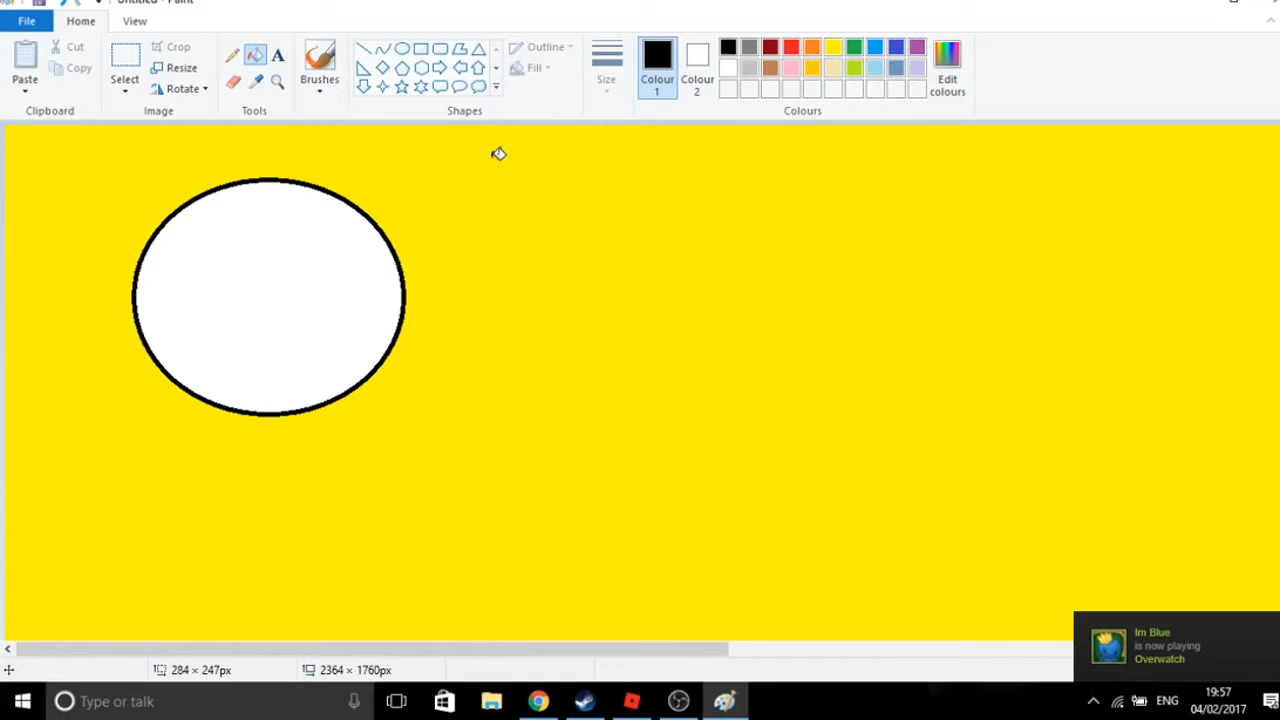 Untitled - Paint
File Home View
Paste
Cut
Copy
Clipboard
Select
Crop
Resize
Rotate
Image
A
Tools
Brushes
Outline
Fill
Shapes
Size
Colour
1
Colour
2
Edit
colours
Colours
Im Blue
is now playing
Overwatch
284 × 247px
2364 × 1760px
Type or talk
ENG
19:57
04/02/2017